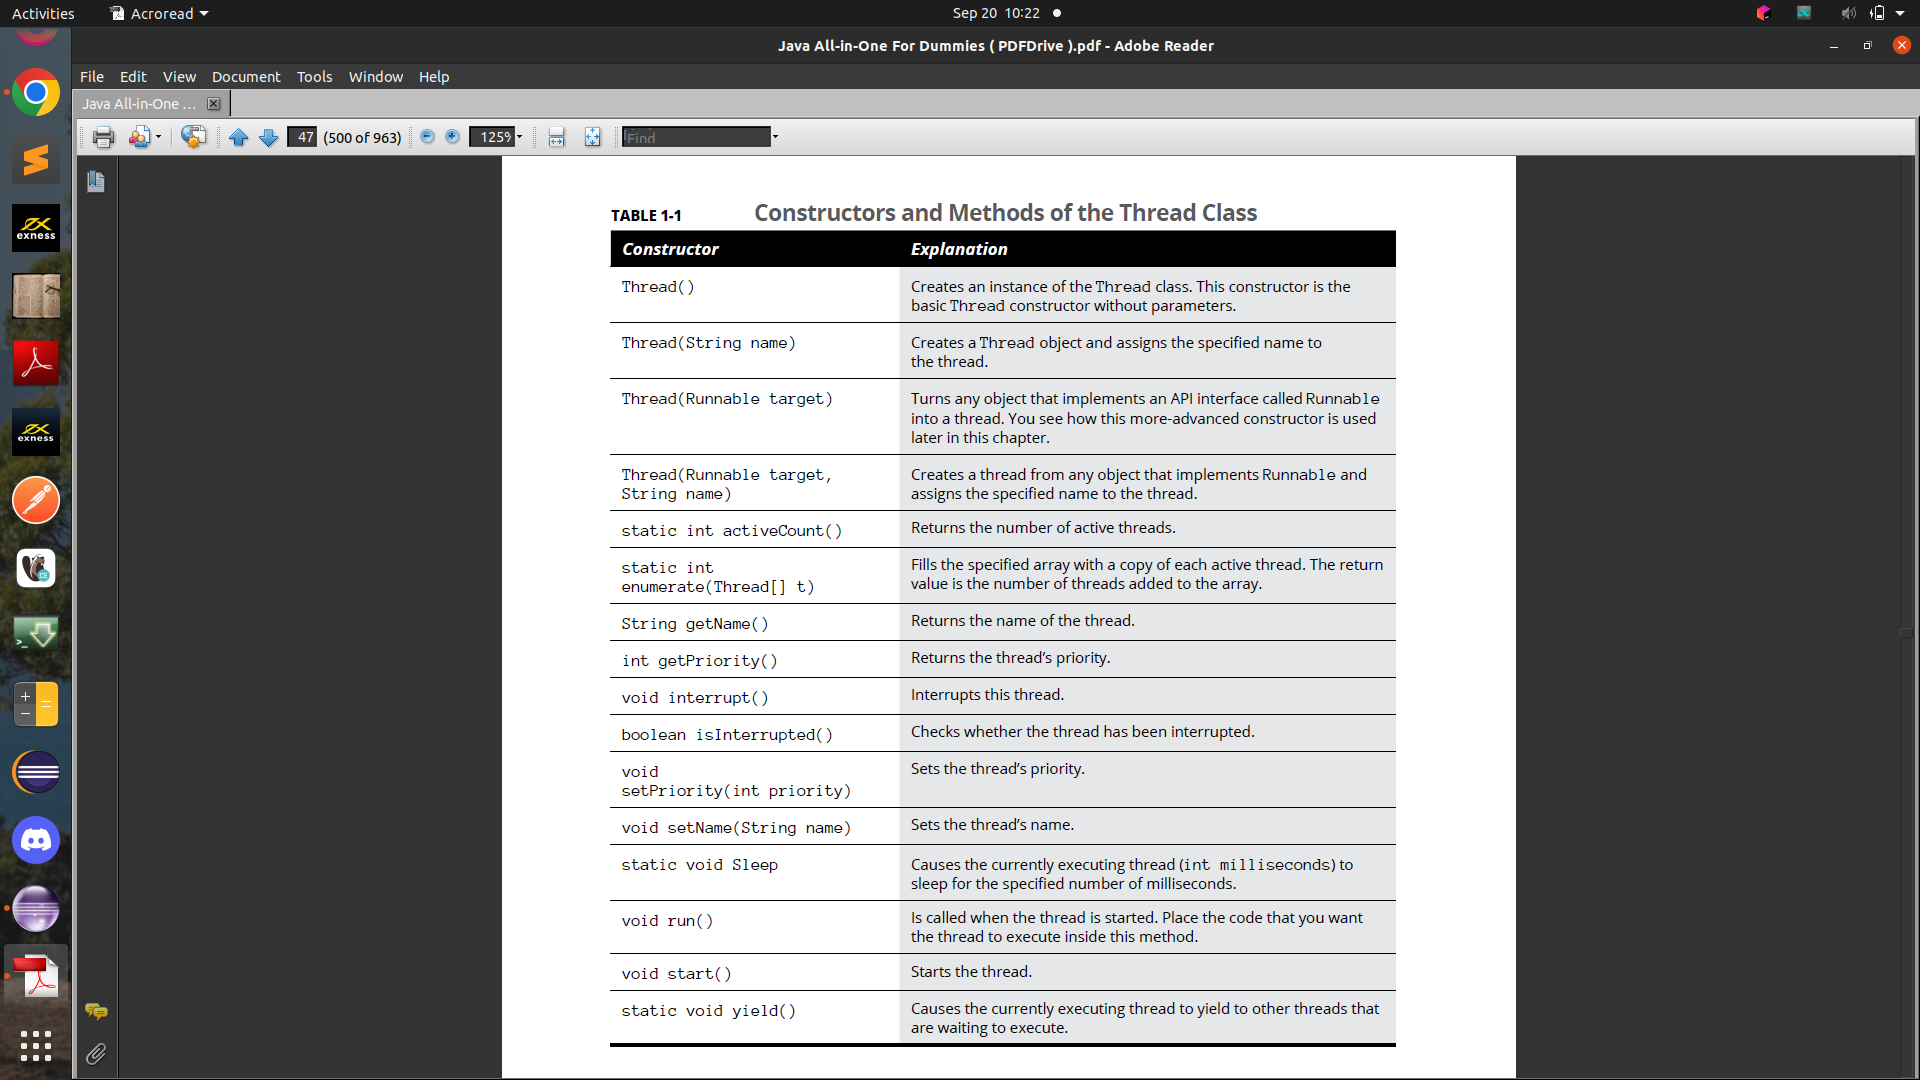 Activities
Acroread
Sep 20 10:22
Java All-in-One For Dummies ( PDFDrive ).pdf - Adobe Reader
File Edit View Document Tools Window Help
Java All-in-One ...
47 (500 of 963) 125% Find
exness
exness
CE
TABLE 1-1 Constructors and Methods of the Thread Class
Constructor Explanation
Thread() Creates an instance of the Thread class. This constructor is the
basic Thread constructor without parameters.
Thread(String name) Creates a Thread object and assigns the specified name to
the thread.
Thread(Runnable target) Turns any object that implements an API interface called Runnable
into a thread. You see how this more-advanced constructor is used
later in this chapter.
Thread(Runnable target, Creates a thread from any object that implements Runnable and
String name) assigns the specified name to the thread.
static int activeCount() Returns the number of active threads.
static int Fills the specified array with a copy of each active thread. The return
enumerate(Thread[] t) value is the number of threads added to the array.
String getName() Returns the name of the thread.
int getPriority() Returns the thread’s priority.
void interrupt() Interrupts this thread.
boolean isInterrupted() Checks whether the thread has been interrupted.
void Sets the thread’s priority.
setPriority(int priority)
void setName(String name) Sets the thread’s name.
static void Sleep Causes the currently executing thread (int milliseconds) to
sleep for the specified number of milliseconds.
void run() Is called when the thread is started. Place the code that you want
the thread to execute inside this method.
void start() Starts the thread.
static void yield() Causes the currently executing thread to yield to other threads that
are waiting to execute.